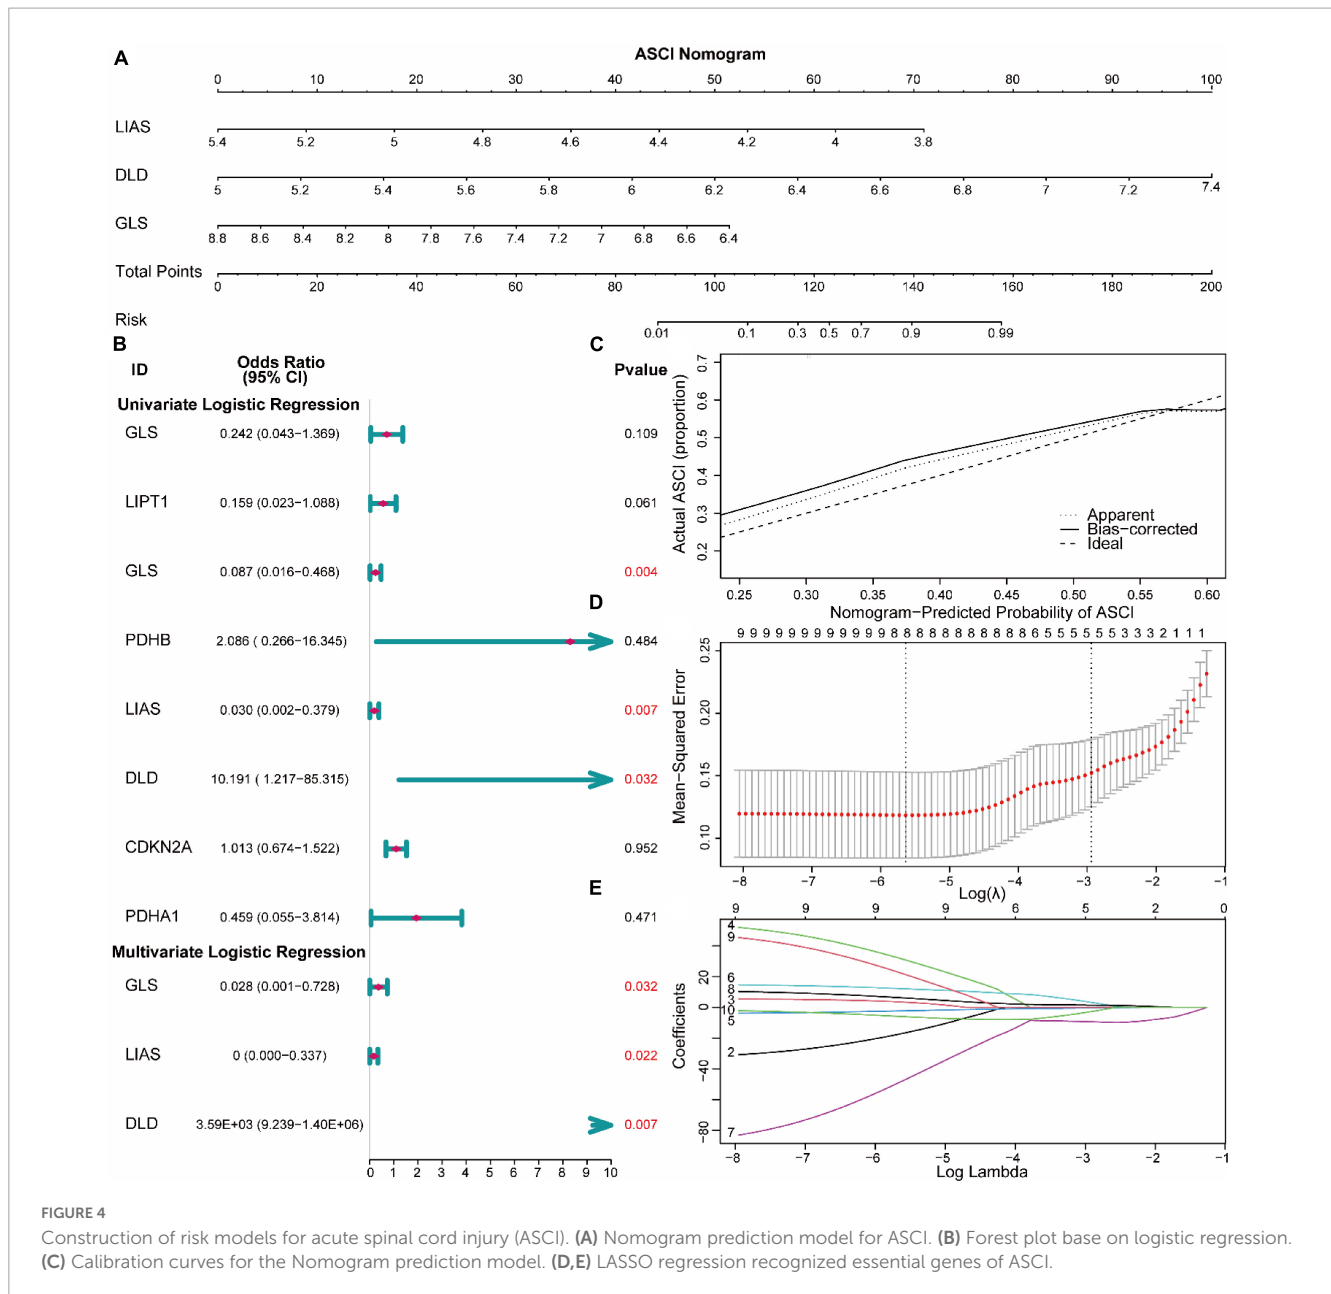 A
ASCI Nomogram
0 10 20 30 40 50 60 70 80 90 100
LIAS
5.4 5.2 5 4.8 4.6 4.4 4.2 4 3.8
DLD
5 5.2 5.4 5.6 5.8 6 6.2 6.4 6.6 6.8 7 7.2 7.4
GLS
8.8 8.6 8.4 8.2 8 7.8 7.6 7.4 7.2 7 6.8 6.6 6.4
Total Points
0 20 40 60 80 100 120 140 160 180 200
Risk
0.01 0.1 0.3 0.5 0.7 0.9 0.99
B
ID Odds Ratio Pvalue
(95% CI)
Univariate Logistic Regression
GLS 0.242 (0.043−1.369) 0.109
LIPT1 0.159 (0.023−1.088) 0.061
GLS 0.087 (0.016−0.468) 0.004
PDHB 2.086 ( 0.266−16.345) 0.484
LIAS 0.030 (0.002−0.379) 0.007
DLD 10.191 ( 1.217−85.315) 0.032
CDKN2A 1.013 (0.674−1.522) 0.952
PDHA1 0.459 (0.055−3.814) 0.471
Multivariate Logistic Regression
GLS 0.028 (0.001−0.728) 0.032
LIAS 0 (0.000−0.337) 0.022
DLD 3.59E+03 (9.239−1.40E+06) 0.007
0 1 2 3 4 5 6 7 8 9 10
C
Actual ASCI (proportion)
0.7
0.6
0.5
0.4
0.3
0.2
Apparent
Bias−corrected
Ideal
0.25 0.30 0.35 0.40 0.45 0.50 0.55 0.60
Nomogram−Predicted Probability of ASCI
D
9 9 9 9 9 9 9 9 9 9 9 9 8 8 8 8 8 8 8 8 8 8 8 6 5 5 5 5 5 5 3 3 3 2 1 1 1
Mean−Squared Error
0.25
0.20
0.15
0.10
−8 −7 −6 −5 −4 −3 −2 −1
Log(λ)
E
9 9 9 9 6 5 2 0
Coefficients
20
0
−40
−80
4
9
6
8
3
10
5
2
7
−8 −7 −6 −5 −4 −3 −2 −1
Log Lambda
FIGURE 4
Construction of risk models for acute spinal cord injury (ASCI). (A) Nomogram prediction model for ASCI. (B) Forest plot base on logistic regression.
(C) Calibration curves for the Nomogram prediction model. (D,E) LASSO regression recognized essential genes of ASCI.